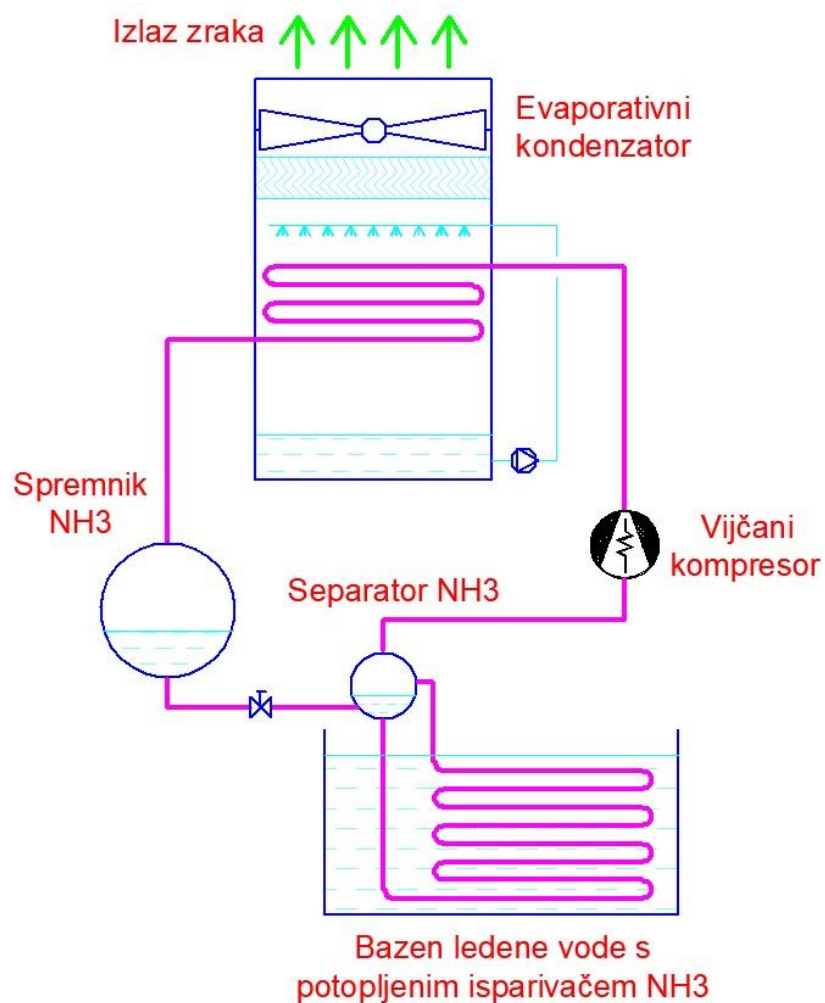 Izlaz zraka
Evaporativni
kondenzator
Spremnik
NH3
Separator NH3
Vijčani
kompresor
Bazen ledene vode s
potopljenim isparivačem NH3